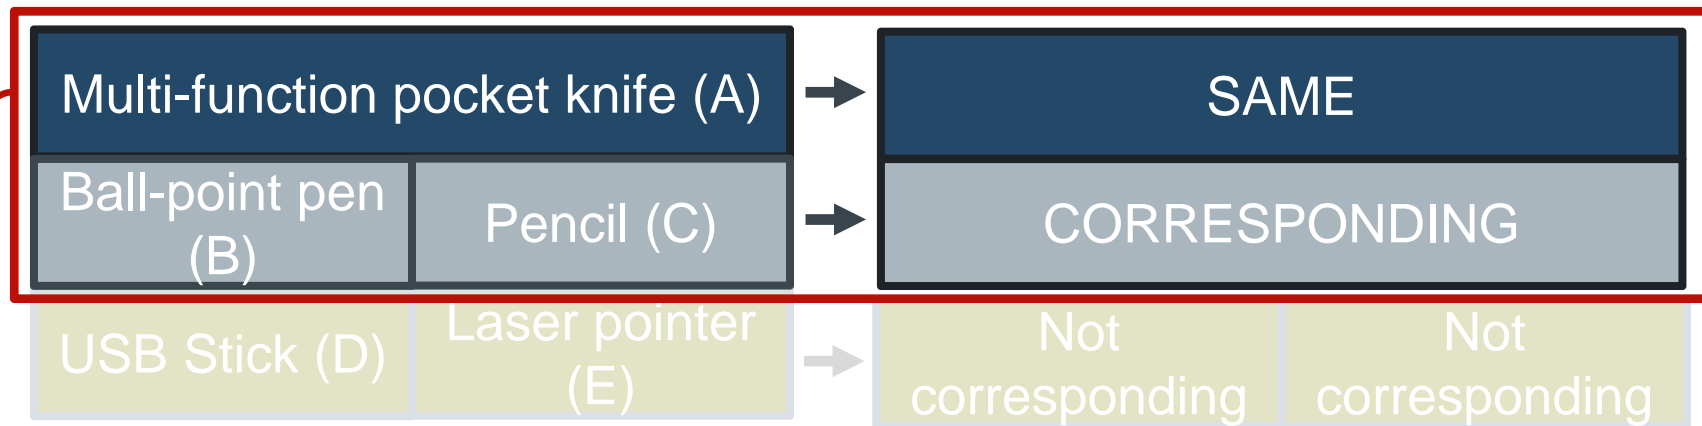 Multi-function pocket knife (A)
SAME
Ball-point pen
(B)
Pencil (C)
CORRESPONDING
USB Stick (D)
Laser pointer
(E)
Not
corresponding
Not
corresponding